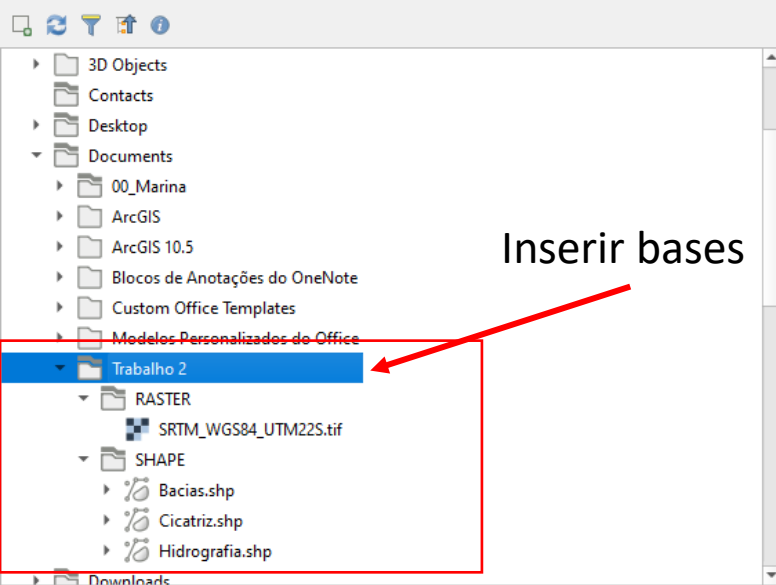 3D Objects
Contacts
Desktop
Documents
00_Marina
ArcGIS
ArcGIS 10.5
Inserir bases
Blocos de Anotações do OneNote
Custom Office Templates
Modelos Personalizados do Office
Trabalho 2
RASTER
SRTM_WGS84_UTM22S.tif
SHAPE
Bacias.shp
Cicatriz.shp
Hidrografia.shp
Downloads